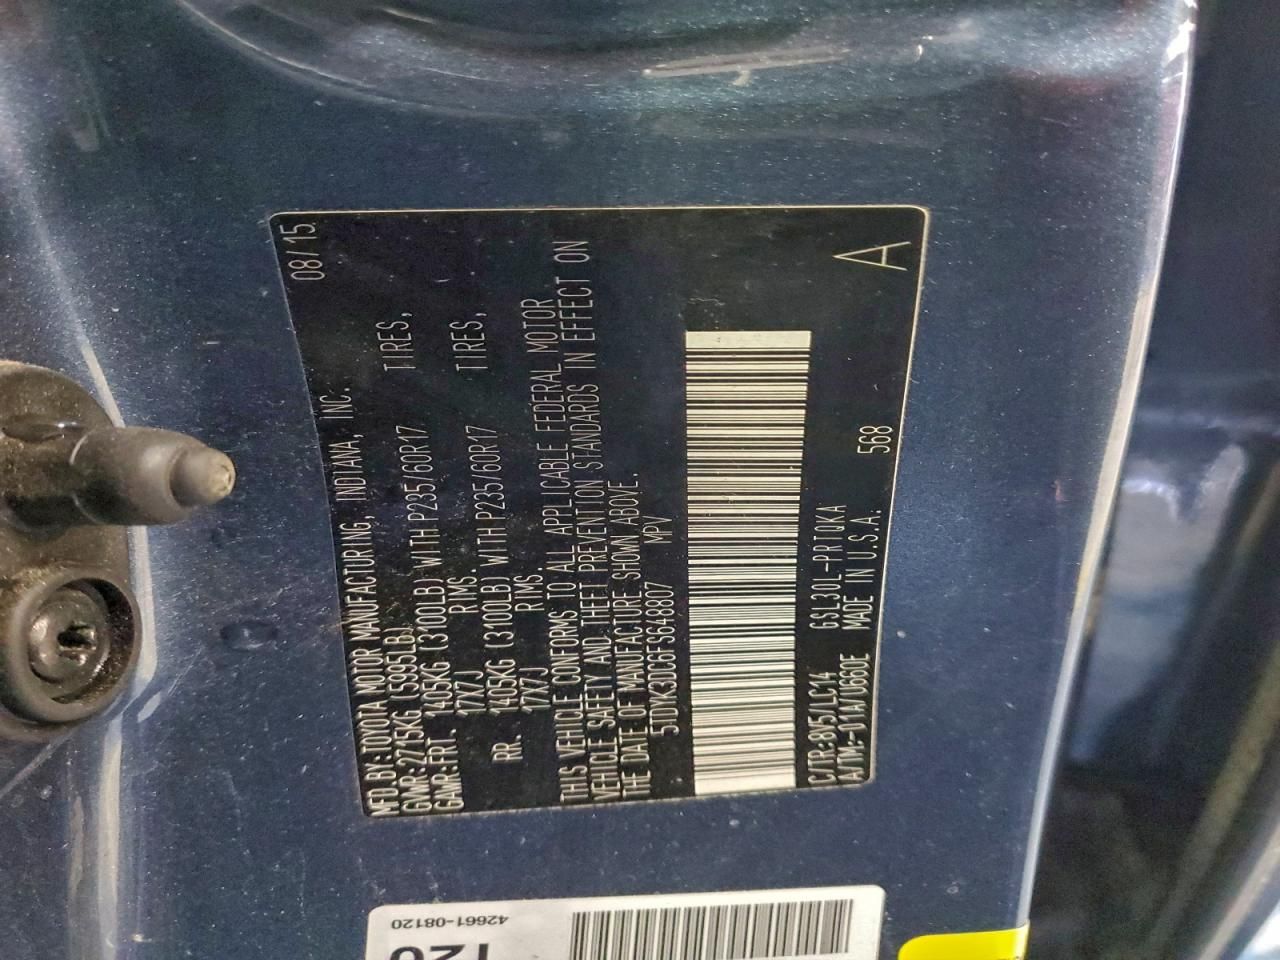 MFD BY:TOYOTA MOTOR MANUFACTURING, INDIANA, INC. 08/15
GVWR:2725KG (5995LB)
GAWR:FRT. 1405KG (3100LB) WITH P235/60R17 TIRES,
17X7J RIMS.
RR. 1405KG (3100LB) WITH P235/60R17 TIRES,
17X7J RIMS.
THIS VEHICLE CONFORMS TO ALL APPLICABLE FEDERAL MOTOR
VEHICLE SAFETY AND THEFT PREVENTION STANDARDS IN EFFECT ON
THE DATE OF MANUFACTURE SHOWN ABOVE.
5TDYK3DC6FS648807 MPV
C/TR:8V5/LC14 GSL30L-PRTQKA
A/TM:-01A/U660E MADE IN U.S.A. 568
A
42661-08120